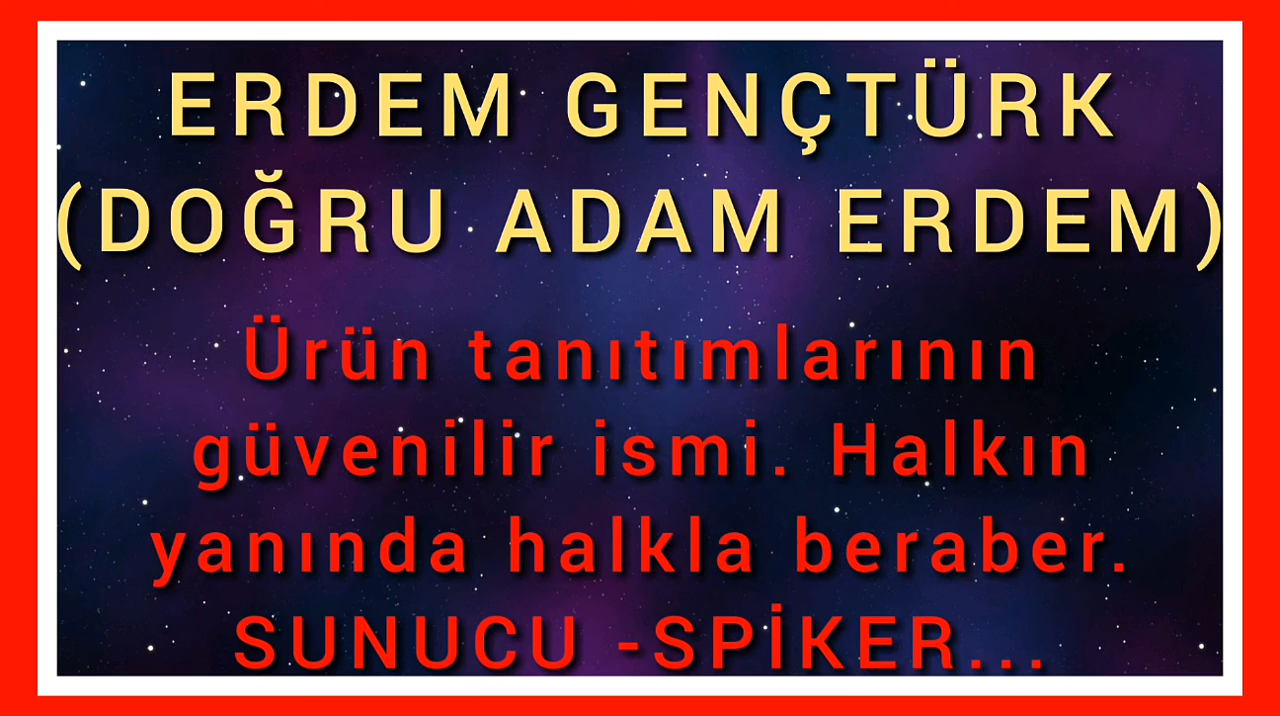 ERDEM GENÇTÜRK
(DOĞRU ADAM ERDEM)
Ürün tanıtımlarının
güvenilir ismi. Halkın
yanında halkla beraber.
SUNUCU -SPİKER...